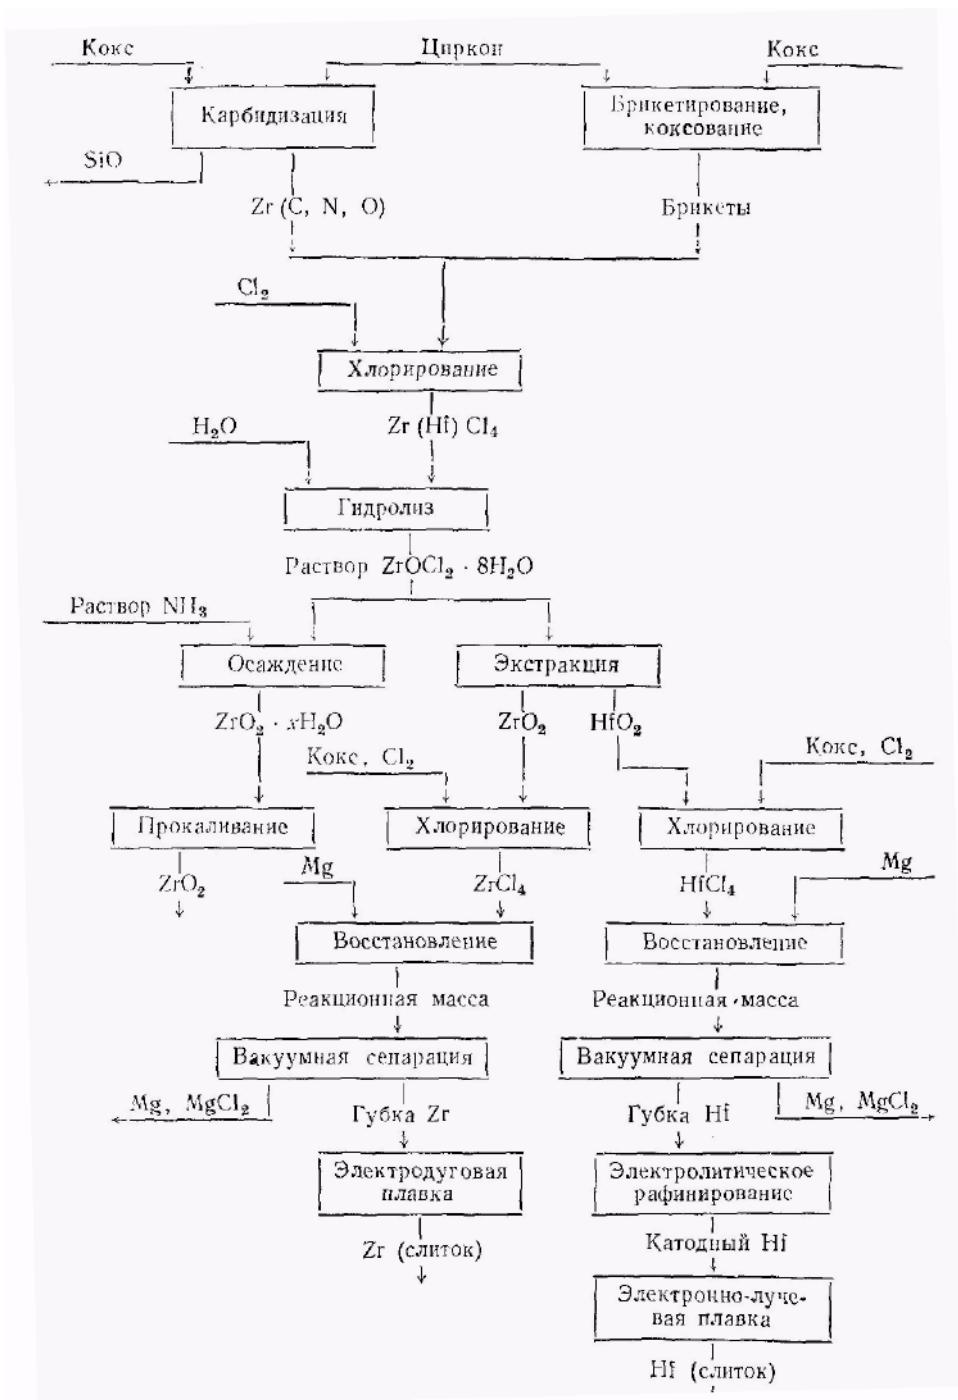 Кокс Циркон Кокс
Карбидизация
Брикетирование,
коксование
SiO
Zr (C, N, O) Брикеты
Cl₂
Хлорирование
Zr (Hf) Cl₄
H₂O
Гидролиз
Раствор ZrOCl₂ · 8H₂O
Раствор NH₃
Осаждение Экстракция
ZrO₂ · xH₂O ZrO₂ HfO₂
Кокс, Cl₂ Кокс, Cl₂
Прокаливание Хлорирование Хлорирование
Mg Mg
ZrO₂ ZrCl₄ HfCl₄
Восстановление Восстановление
Реакционная масса Реакционная масса
Вакуумная сепарация Вакуумная сепарация
Mg, MgCl₂ Губка Zr Губка Hf Mg, MgCl₂
Электродуговая
плавка
Электролитическое
рафинирование
Zr (слиток) Катодный Hf
Электронно-луче-
вая плавка
Hf (слиток)